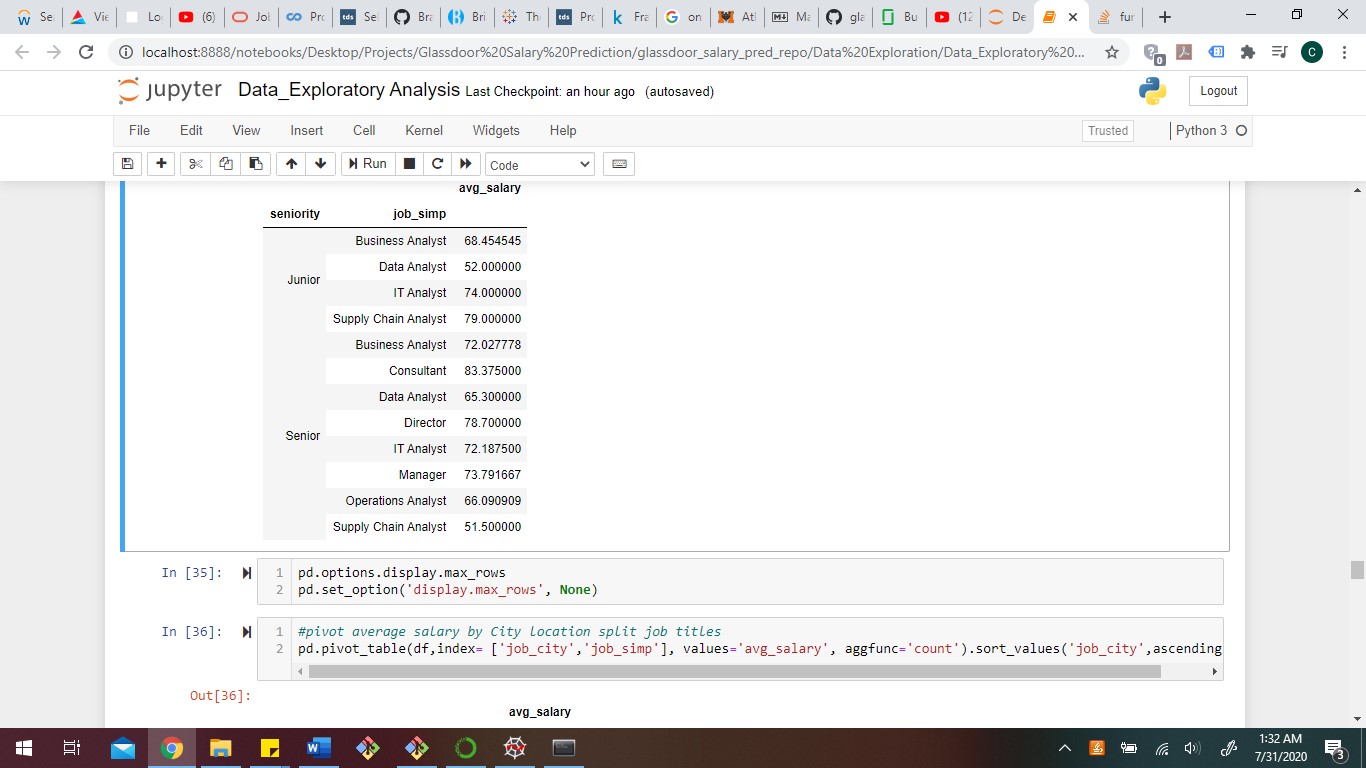 Se Vie Lo (6) Jol Pro Sel Bra Bri Th Pro Fra on Atl Ma gla Bu (12 De fur
localhost:8888/notebooks/Desktop/Projects/Glassdoor%20Salary%20Prediction/glassdoor_salary_pred_repo/Data%20Exploration/Data_Exploratory%20... 0 C
jupyter Data_Exploratory Analysis Last Checkpoint: an hour ago (autosaved) Logout
File Edit View Insert Cell Kernel Widgets Help Trusted Python 3
Run Code
avg_salary
seniority job_simp
Business Analyst 68.454545
Data Analyst 52.000000
Junior
IT Analyst 74.000000
Supply Chain Analyst 79.000000
Business Analyst 72.027778
Consultant 83.375000
Data Analyst 65.300000
Director 78.700000
Senior
IT Analyst 72.187500
Manager 73.791667
Operations Analyst 66.090909
Supply Chain Analyst 51.500000
In [35]: 1 pd.options.display.max_rows
2 pd.set_option('display.max_rows', None)
In [36]: 1 #pivot average salary by City location split job titles
2 pd.pivot_table(df,index= ['job_city','job_simp'], values='avg_salary', aggfunc='count').sort_values('job_city',ascending
Out[36]:
avg_salary
1:32 AM
7/31/2020
3